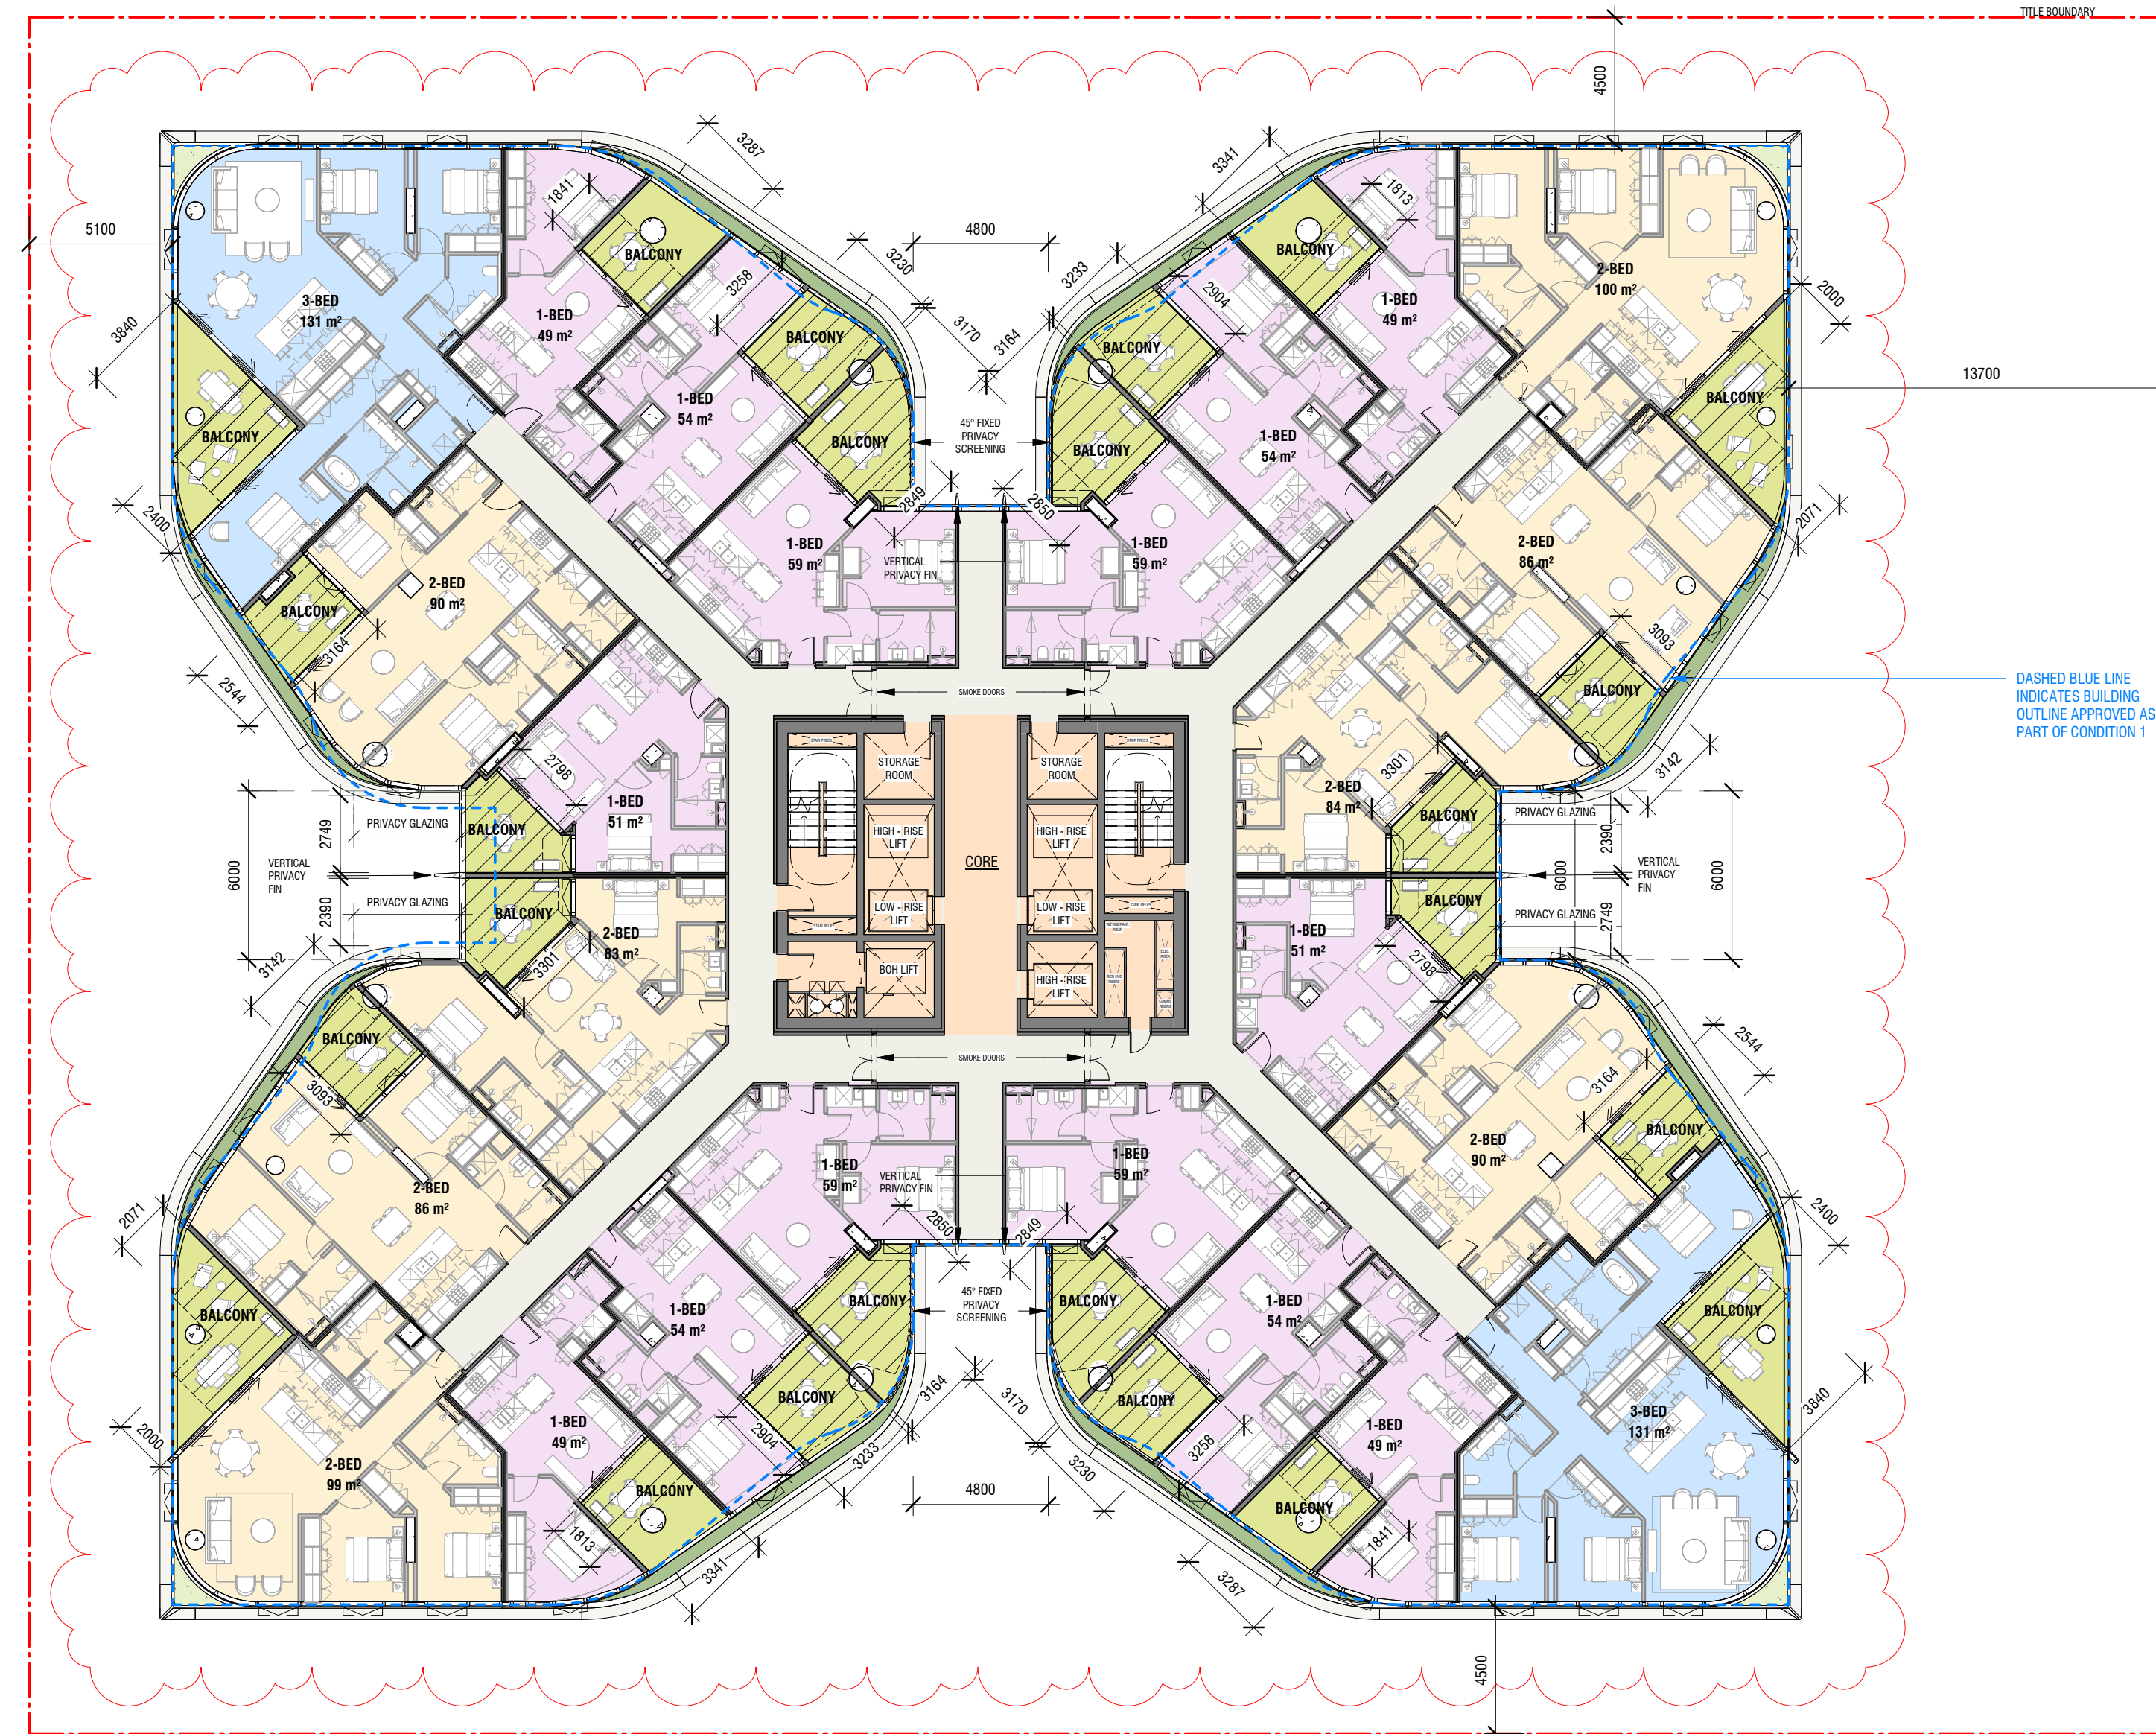 TITLE BOUNDARY
4500
3287
3341
1841
1813
5100
4800
BALCONY
BALCONY
3230
3233
3258
2904
2-BED
100 m²
2000
3-BED
131 m²
1-BED
49 m²
1-BED
49 m²
3840
3170
3164
BALCONY
BALCONY
13700
1-BED
54 m²
BALCONY
BALCONY
BALCONY
BALCONY
45° FIXED
PRIVACY
SCREENING
1-BED
54 m²
2400
2849
2850
2071
1-BED
59 m²
1-BED
59 m²
VERTICAL
PRIVACY FIN
2-BED
86 m²
2-BED
90 m²
BALCONY
3164
3093
2544
BALCONY
SMOKE DOORS
DASHED BLUE LINE
INDICATES BUILDING
OUTLINE APPROVED AS
PART OF CONDITION 1
STAIR PRESS.
STAIR PRESS.
STORAGE
ROOM
STORAGE
ROOM
2798
3301
3142
2-BED
84 m²
1-BED
51 m²
BALCONY
BALCONY
PRIVACY GLAZING
PRIVACY GLAZING
2749
2390
6000
HIGH - RISE
LIFT
HIGH - RISE
LIFT
CORE
VERTICAL
PRIVACY
FIN
VERTICAL
PRIVACY
FIN
6000
6000
PRIVACY GLAZING
PRIVACY GLAZING
2390
2749
BALCONY
BALCONY
LOW - RISE
LIFT
LOW - RISE
LIFT
STAIR RELIEF
STAIR RELIEF
2-BED
83 m²
1-BED
51 m²
3142
3301
2798
BOH LIFT
HIGH - RISE
LIFT
BALCONY
2544
SMOKE DOORS
3093
3164
BALCONY
2-BED
90 m²
2-BED
86 m²
1-BED
59 m²
1-BED
59 m²
VERTICAL
PRIVACY FIN
2071
2850
2849
2400
BALCONY
BALCONY
BALCONY
BALCONY
45° FIXED
PRIVACY
SCREENING
1-BED
54 m²
1-BED
54 m²
BALCONY
BALCONY
3164
3170
3840
2000
1-BED
49 m²
1-BED
49 m²
3-BED
131 m²
2904
3233
3230
3258
2-BED
99 m²
BALCONY
BALCONY
4800
1813
1841
3341
3287
4500